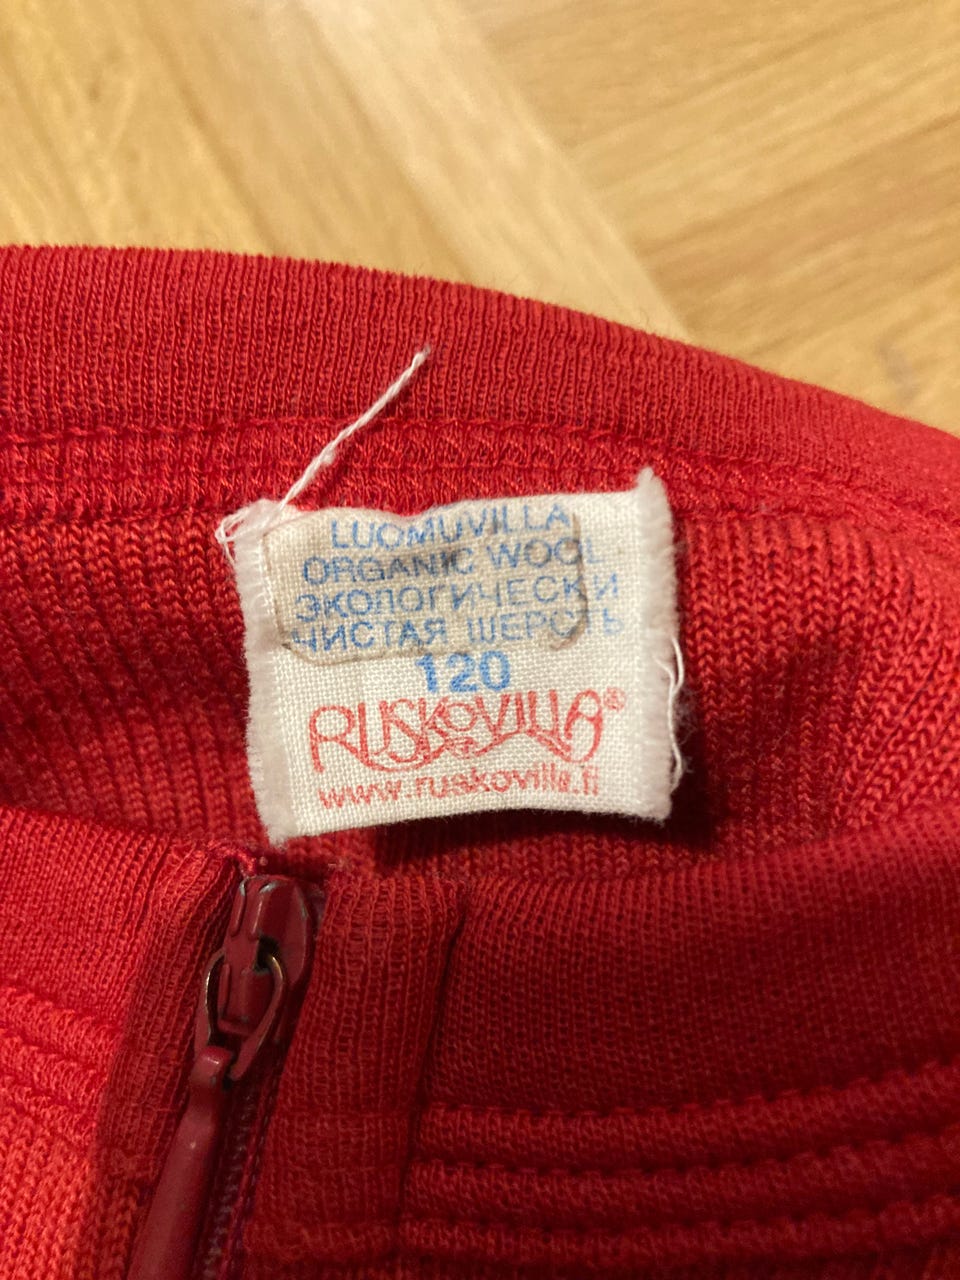 LUOMUVILLA
ORGANIC WOOL
ЭКОЛОГИЧЕСКИ
ЧИСТАЯ ШЕРСТЬ
120
RUSKOVILLA®
www.ruskovilla.fi